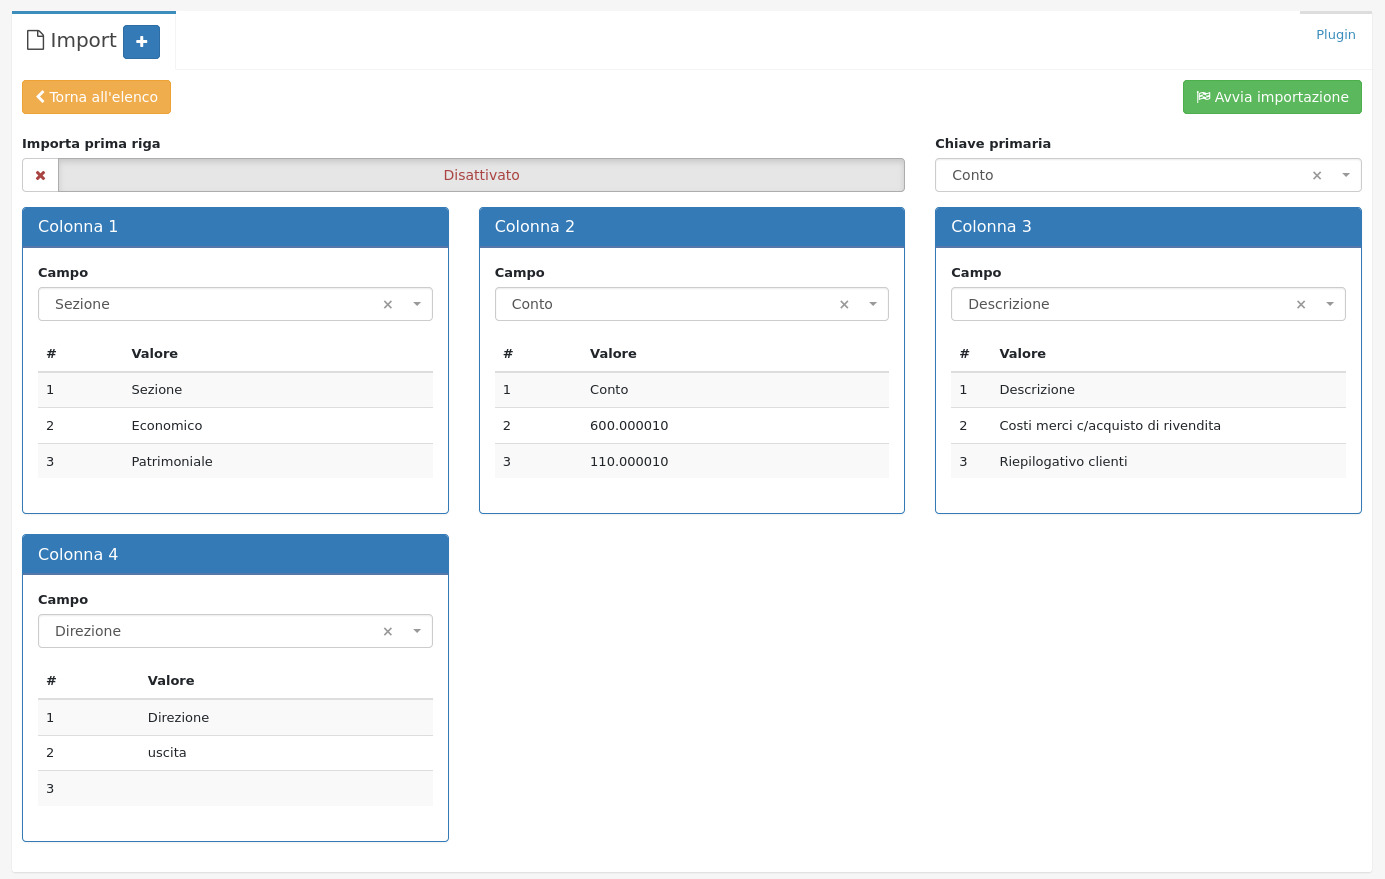 Import
Plugin
Torna all'elenco
Avvia importazione
Importa prima riga
Chiave primaria
Disattivato
Conto
Colonna 1
Campo
Sezione
# Valore
1 Sezione
2 Economico
3 Patrimoniale
Colonna 2
Campo
Conto
# Valore
1 Conto
2 600.000010
3 110.000010
Colonna 3
Campo
Descrizione
# Valore
1 Descrizione
2 Costi merci c/acquisto di rivendita
3 Riepilogativo clienti
Colonna 4
Campo
Direzione
# Valore
1 Direzione
2 uscita
3